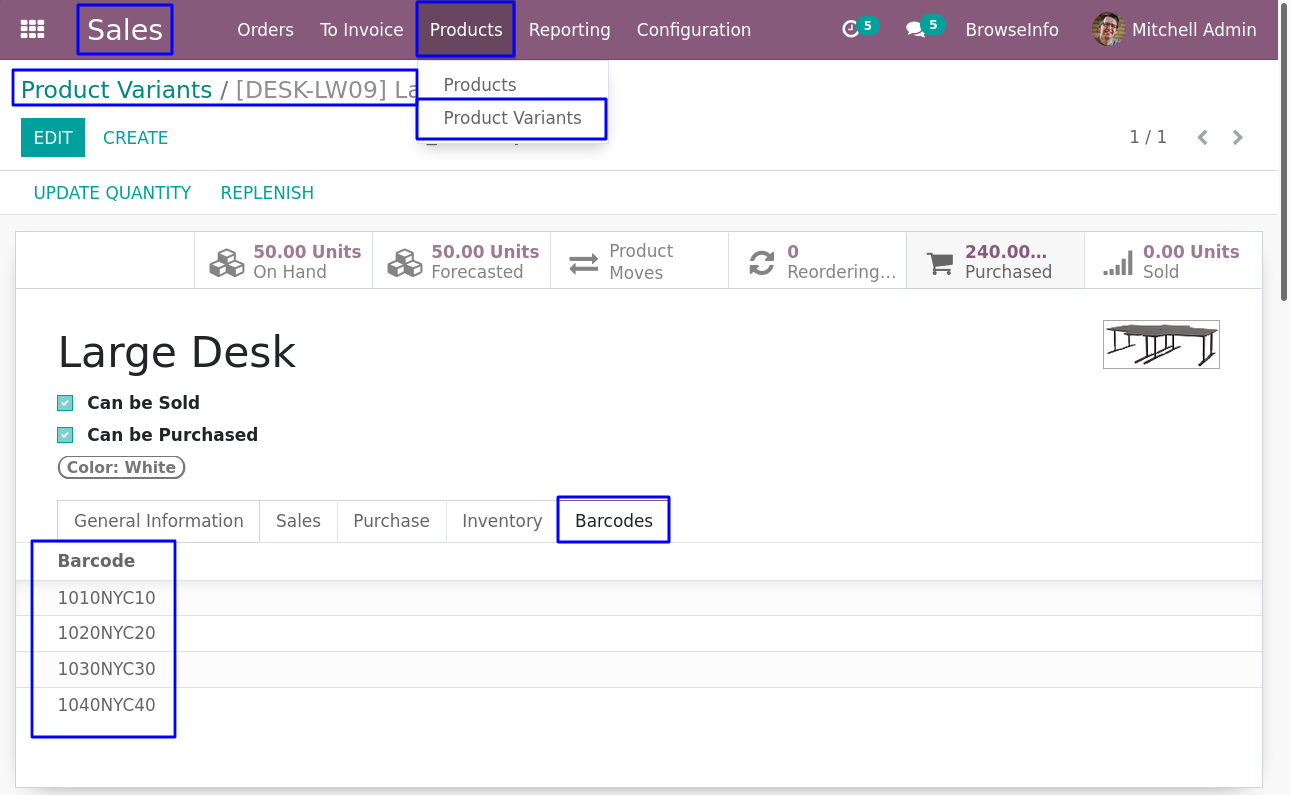 Sales Orders To Invoice Products Reporting Configuration 5 5 BrowseInfo Mitchell Admin
Product Variants / [DESK-LW09]
Products
Product Variants
EDIT CREATE 1 / 1
UPDATE QUANTITY REPLENISH
50.00 Units
On Hand
50.00 Units
Forecasted
Product
Moves
0
Reordering...
240.00...
Purchased
0.00 Units
Sold
Large Desk
Can be Sold
Can be Purchased
Color: White
General Information Sales Purchase Inventory Barcodes
Barcode
1010NYC10
1020NYC20
1030NYC30
1040NYC40